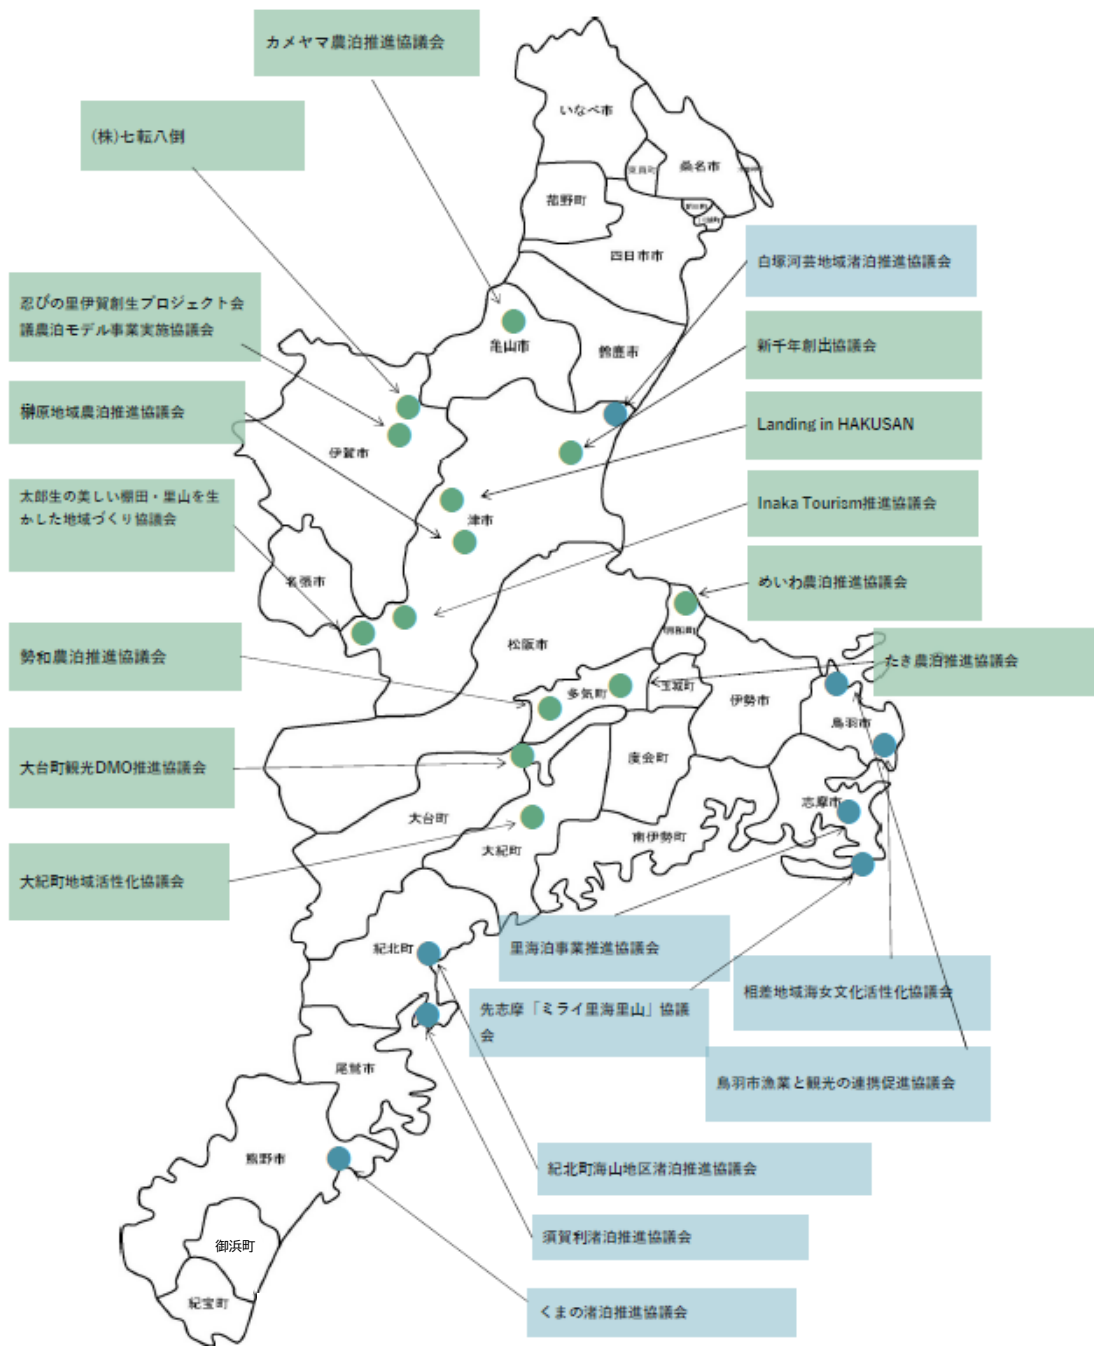 カメヤマ農泊推進協議会
いなべ市
(株)七転八倒
東員町
桑名市
菰野町
四日市市
白塚河芸地域渚泊推進協議会
忍びの里伊賀創生プロジェクト会
議農泊モデル事業実施協議会
亀山市
鈴鹿市
新千年創出協議会
榊原地域農泊推進協議会
Landing in HAKUSAN
伊賀市
太郎生の美しい棚田・里山を生
かした地域づくり協議会
津市
Inaka Tourism推進協議会
名張市
めいわ農泊推進協議会
明和町
松阪市
勢和農泊推進協議会
たき農泊推進協議会
多気町
玉城町
伊勢市
鳥羽市
大台町観光DMO推進協議会
度会町
志摩市
大台町
南伊勢町
大紀町
大紀町地域活性化協議会
紀北町
里海泊事業推進協議会
相差地域海女文化活性化協議会
先志摩「ミライ里海里山」協議
会
尾鷲市
鳥羽市漁業と観光の連携促進協議会
熊野市
紀北町海山地区渚泊推進協議会
須賀利渚泊推進協議会
御浜町
紀宝町
くまの渚泊推進協議会